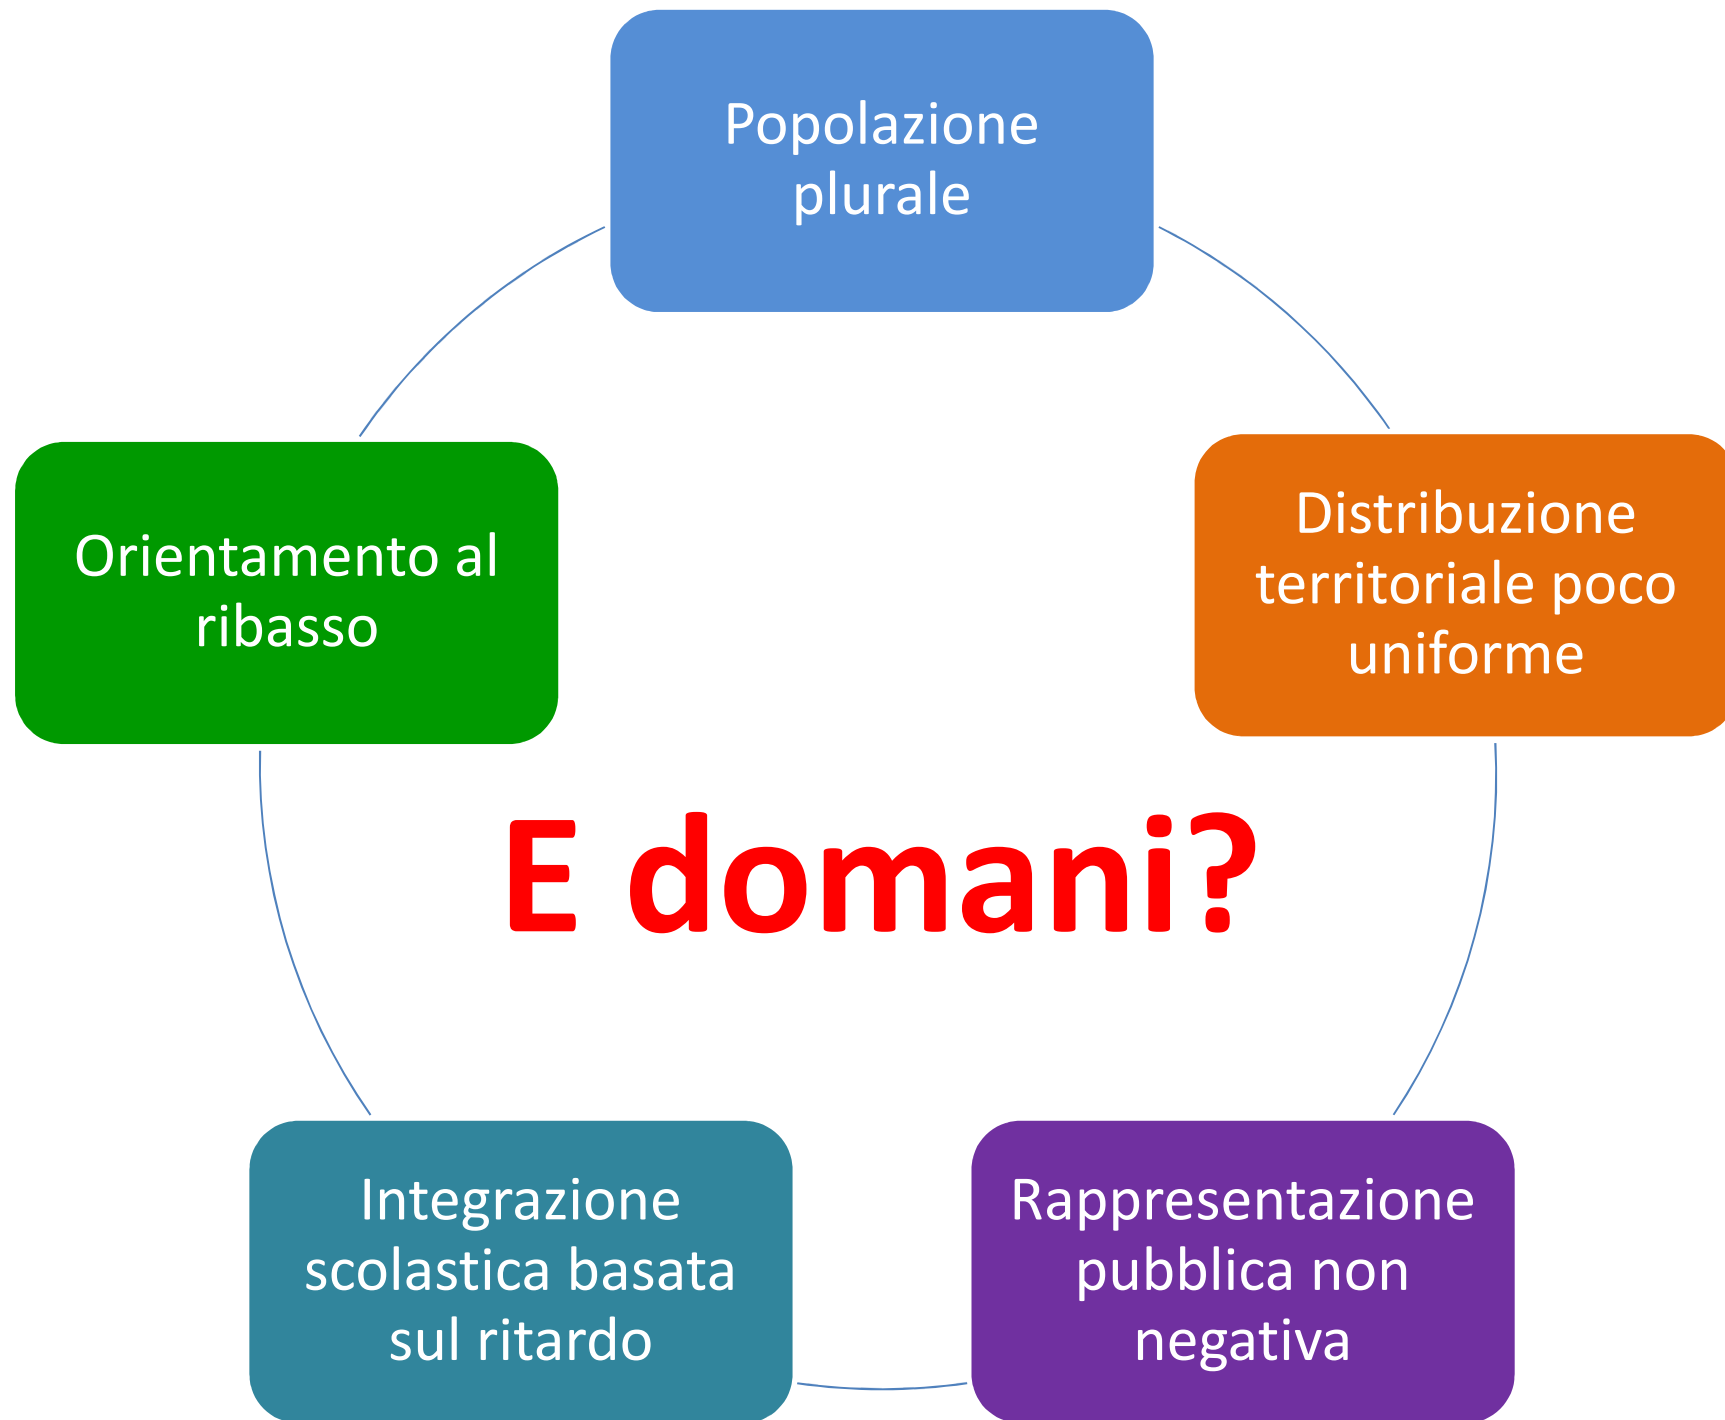 Popolazione
plurale
Distribuzione
territoriale poco
uniforme
Rappresentazione
pubblica non
negativa
Integrazione
scolastica basata
sul ritardo
Orientamento al
ribasso
E domani?